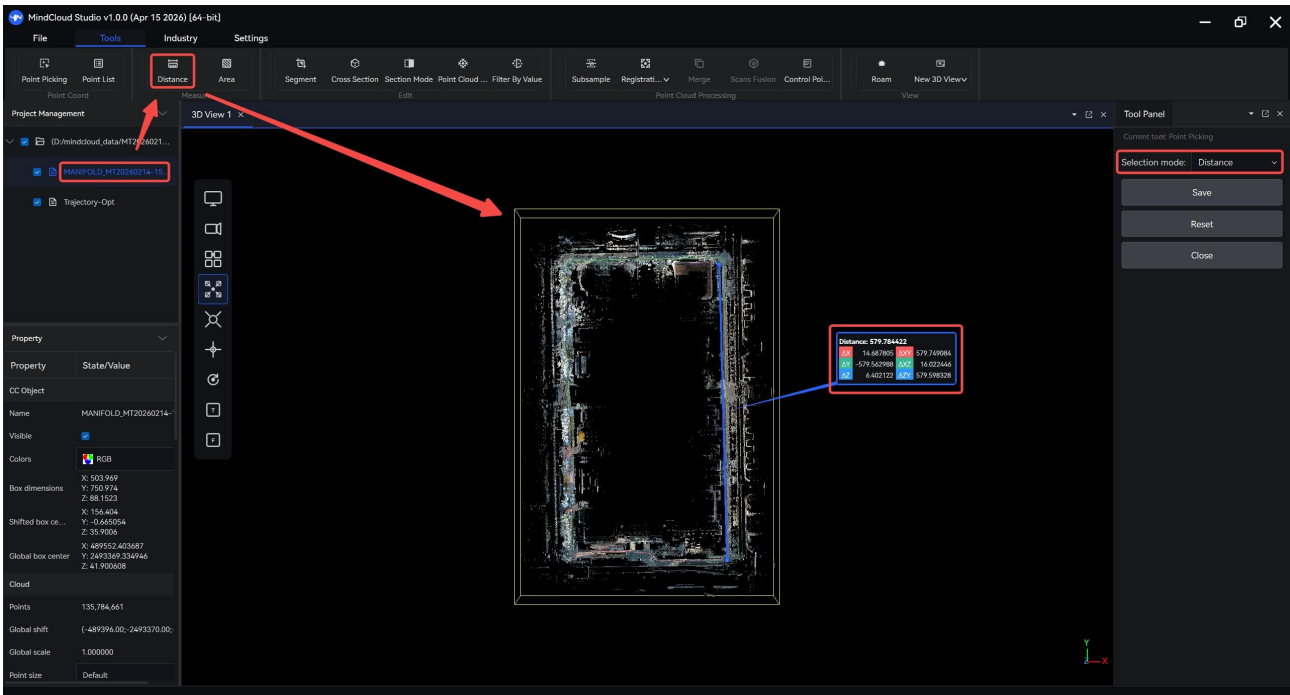 MindCloud Studio v1.0.0 (Apr 15 2026) [64-bit]
File Tools Industry Settings
Point Picking Point List Distance Area Segment Cross Section Section Mode Point Cloud ... Filter By Value Subsample Registrati... Merge Scans Fusion Control Poi... Roam New 3D View
Point Coord Measure Edit Point Cloud Processing View
Project Management
3D View 1
Tool Panel
(D:/mindcloud_data/MT2026021...
MANIFOLD_MT20260214-15...
Trajectory-Opt
Current tool: Point Picking
Selection mode: Distance
Save
Reset
Close
T
F
Distance: 579.784422
ΔX 14.687805 ΔXY 579.749084
ΔY -579.562988 ΔXZ 16.022446
ΔZ 6.402122 ΔZY 579.598328
Property
Property State/Value
CC Object
Name MANIFOLD_MT20260214-1
Visible
Colors RGB
Box dimensions X: 503.969
Y: 750.974
Z: 88.1523
Shifted box ce... X: 156.404
Y: -0.665054
Z: 35.9006
Global box center X: 489552.403687
Y: 2493369.334946
Z: 41.900608
Cloud
Points 135,784,661
Global shift (-489396.00;-2493370.00;-
Global scale 1.000000
Point size Default
Y
Z X